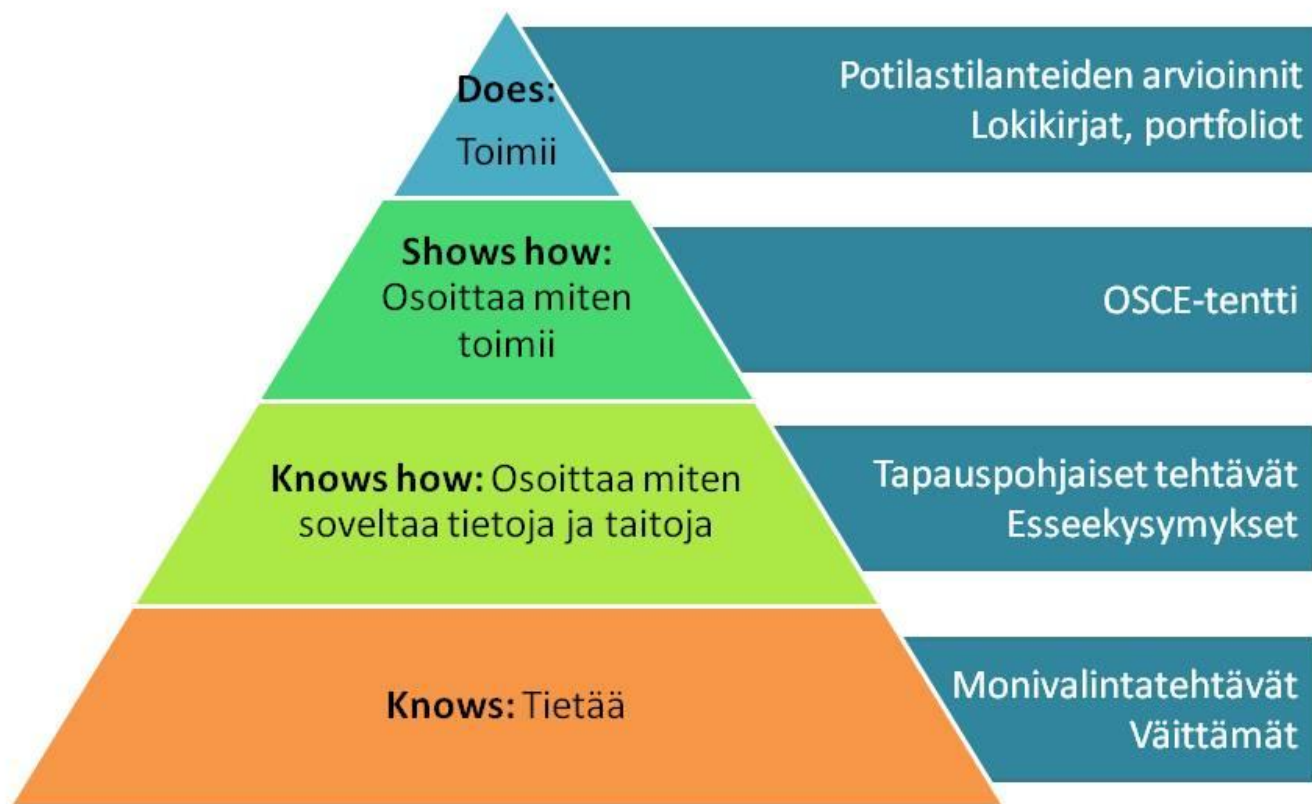 Does:
Toimii
Potilastilanteiden arvioinnit
Lokikirjat, portfoliot
Shows how:
Osoittaa miten
toimii
OSCE-tentti
Knows how: Osoittaa miten
soveltaa tietoja ja taitoja
Tapauspohjaiset tehtävät
Esseekysymykset
Knows: Tietää
Monivalintatehtävät
Väittämät